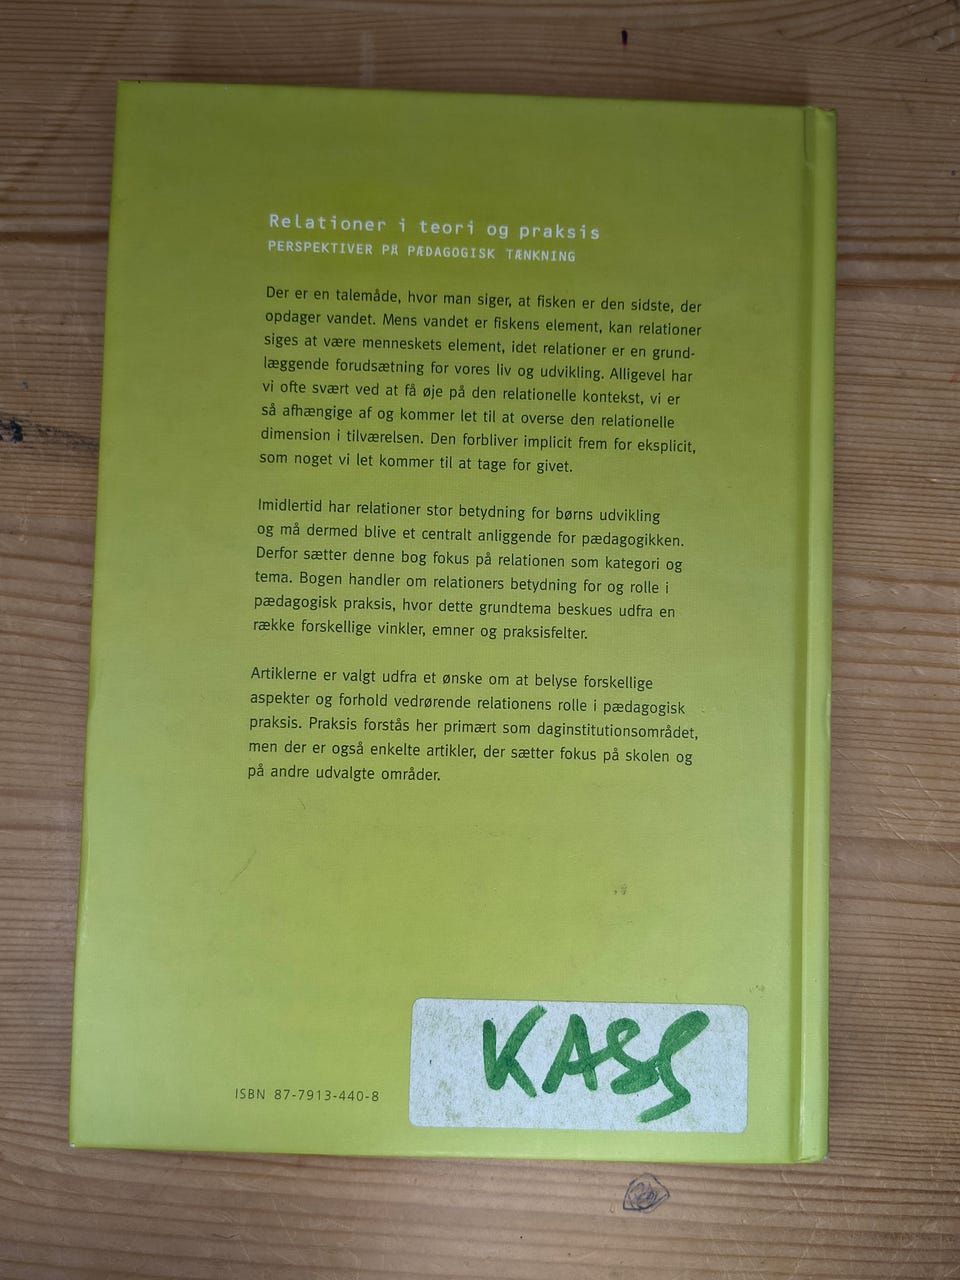 Relationer i teori og praksis
PERSPEKTIVER PÅ PÆDAGOGISK TÆNKNING
Der er en talemåde, hvor man siger, at fisken er den sidste, der
opdager vandet. Mens vandet er fiskens element, kan relationer
siges at være menneskets element, idet relationer er en grund-
læggende forudsætning for vores liv og udvikling. Alligevel har
vi ofte svært ved at få øje på den relationelle kontekst, vi er
så afhængige af og kommer let til at overse den relationelle
dimension i tilværelsen. Den forbliver implicit frem for eksplicit,
som noget vi let kommer til at tage for givet.
Imidlertid har relationer stor betydning for børns udvikling
og må dermed blive et centralt anliggende for pædagogikken.
Derfor sætter denne bog fokus på relationen som kategori og
tema. Bogen handler om relationers betydning for og rolle i
pædagogisk praksis, hvor dette grundtema beskues udfra en
række forskellige vinkler, emner og praksisfelter.
Artiklerne er valgt udfra et ønske om at belyse forskellige
aspekter og forhold vedrørende relationens rolle i pædagogisk
praksis. Praksis forstås her primært som daginstitutionsområdet,
men der er også enkelte artikler, der sætter fokus på skolen og
på andre udvalgte områder.
KASS
ISBN 87-7913-440-8